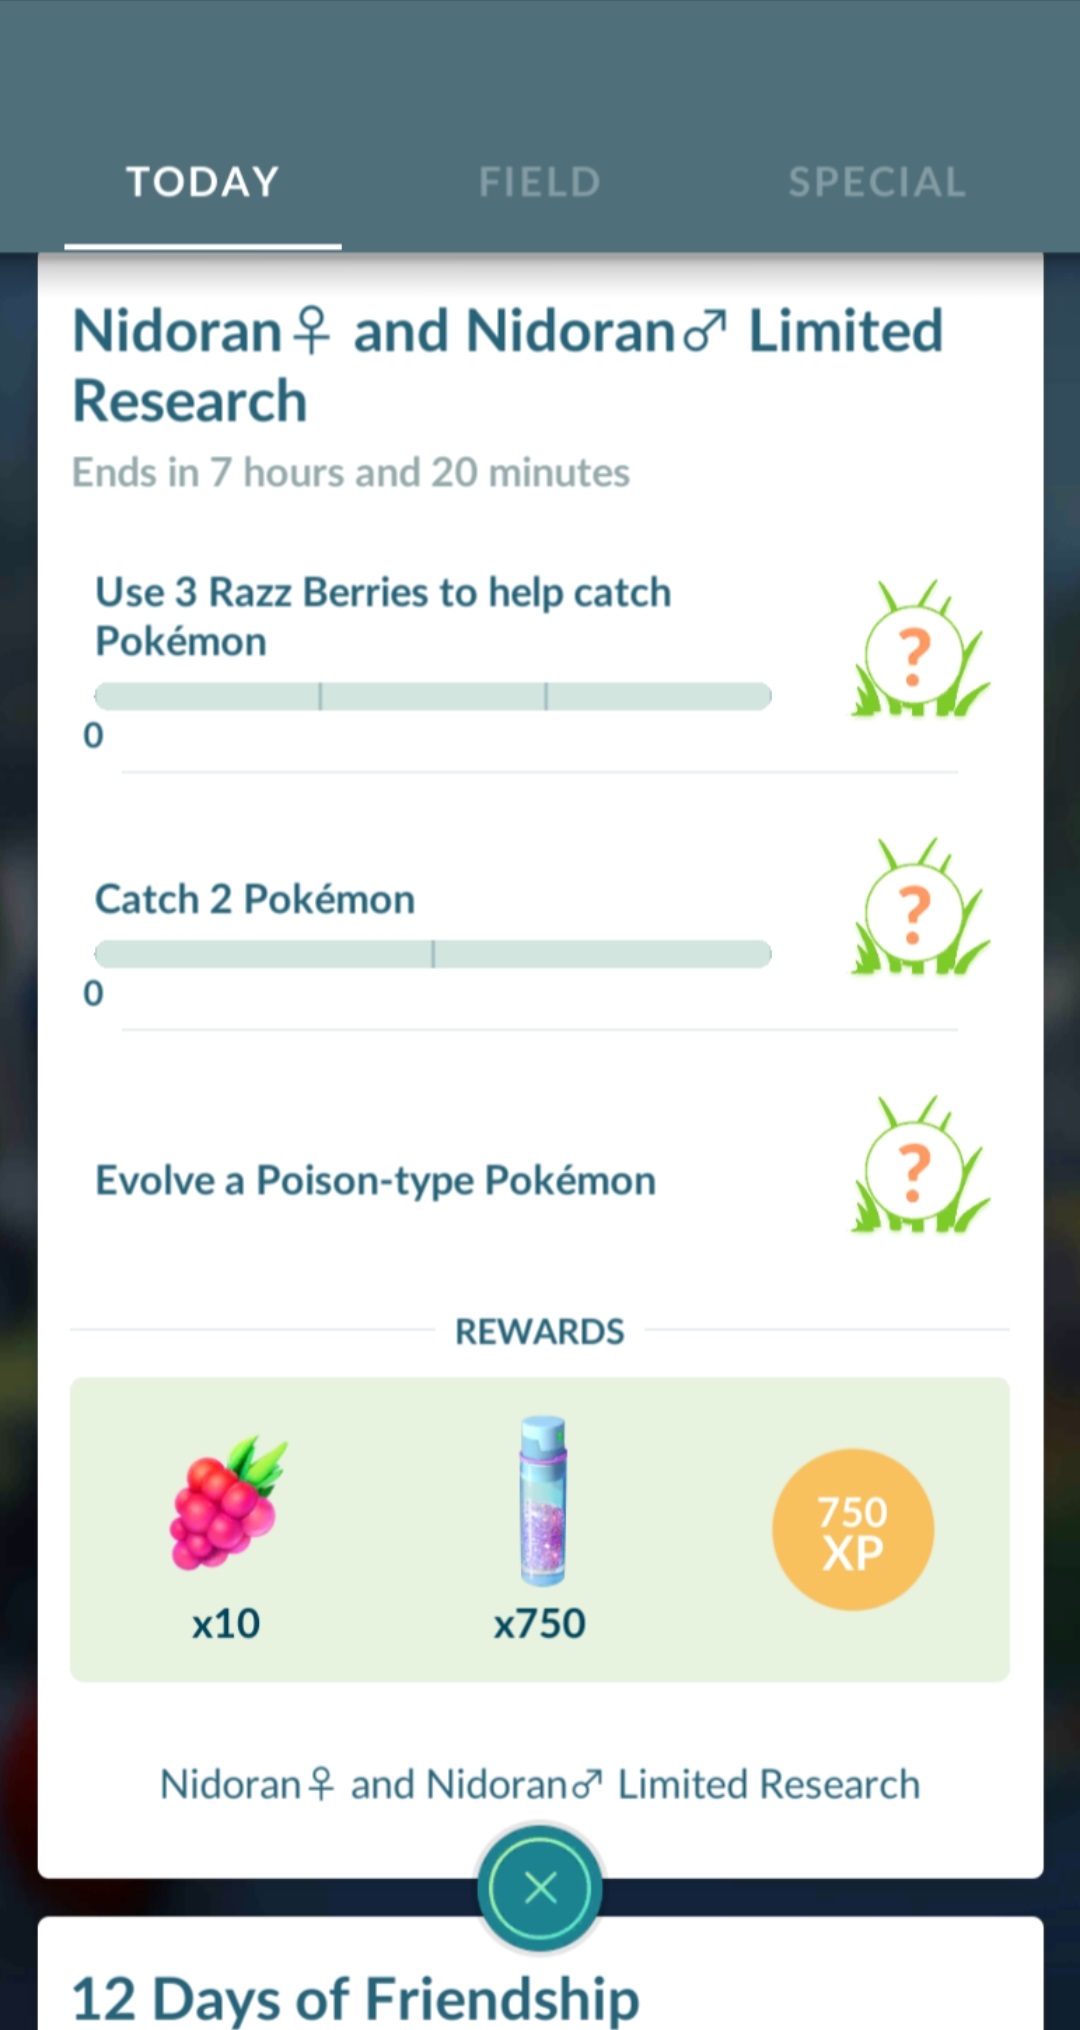 TODAY FIELD SPECIAL
Nidoran♀ and Nidoran♂ Limited
Research
Ends in 7 hours and 20 minutes
Use 3 Razz Berries to help catch
Pokémon
?
0
Catch 2 Pokémon
?
0
Evolve a Poison-type Pokémon
?
REWARDS
750
XP
x10 x750
Nidoran♀ and Nidoran♂ Limited Research
12 Days of Friendship